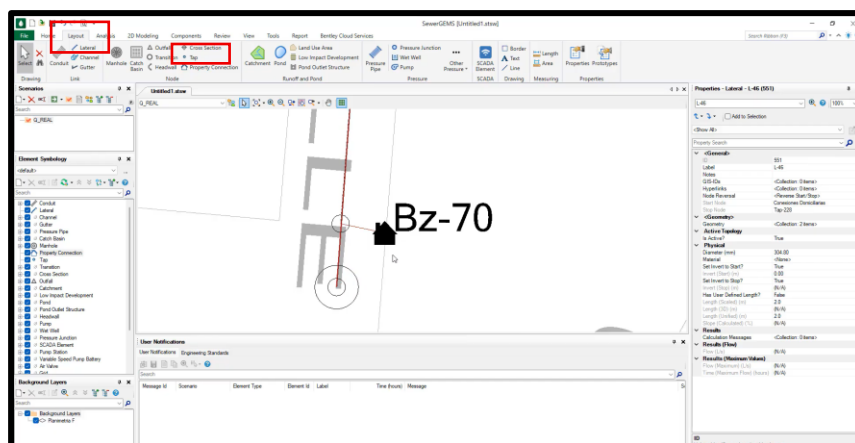 SewerGEMS [Untitled1.stsw]
File Home Layout Analysis 2D Modeling Components Review View Tools Report Bentley Cloud Services
Search Ribbon (F3)
Select
Conduit
Lateral
Channel
Gutter
Manhole
Catch Basin
Outfall
Transition
Headwall
Cross Section
Tap
Property Connection
Catchment
Pond
Land Use Area
Low Impact Development
Pond Outlet Structure
Pressure Pipe
Pressure Junction
Wet Well
Pump
Other Pressure
SCADA Element
Border
Text
Line
Length
Area
Properties
Prototypes
Drawing Link Node Runoff and Pond Pressure SCADA Drawing Measuring Properties
Scenarios
Search
Q_REAL
Element Symbology
<default>
Search
Conduit
Lateral
Channel
Gutter
Pressure Pipe
Catch Basin
Manhole
Property Connection
Tap
Transition
Cross Section
Outfall
Catchment
Low Impact Development
Pond
Pond Outlet Structure
Headwall
Pump
Wet Well
Pressure Junction
SCADA Element
Pump Station
Variable Speed Pump Battery
Air Valve
Background Layers
Search
Background Layers
Untitled1.stsw
Q_REAL
Bz-70
User Notifications
User Notifications Engineering Standards
Search
Message Id Scenario Element Type Element Id Label Time (hours) Message
Properties - Lateral - L-46 (551)
L-46
100%
Add to Selection
<Show All>
Property Search
<General>
ID 551
Label L-46
Notes
GIS-IDs <Collection: 0 items>
Hyperlinks <Collection: 0 items>
Node Reversal <Reverse Start/Stop>
Start Node Conexiones Domiciliarias
Stop Node Tap-228
<Geometry>
Geometry <Collection: 2 items>
Active Topology
Is Active? True
Physical
Diameter (mm) 304.00
Material <None>
Set Invert to Start? True
Invert (Start) (m) 0.00
Set Invert to Stop? True
Invert (Stop) (m) (N/A)
Has User Defined Length? False
Length (Scaled) (m) 2.0
Length (3D) (m) (N/A)
Length (Unified) (m) 2.0
Slope (Calculated) (%) (N/A)
Results
Calculation Messages <Collection: 0 items>
Results (Flow)
Flow (L/s) (N/A)
Results (Maximum Values)
Flow (Maximum) (L/s) (N/A)
Time (Maximum Flow) (hours) (N/A)
ID